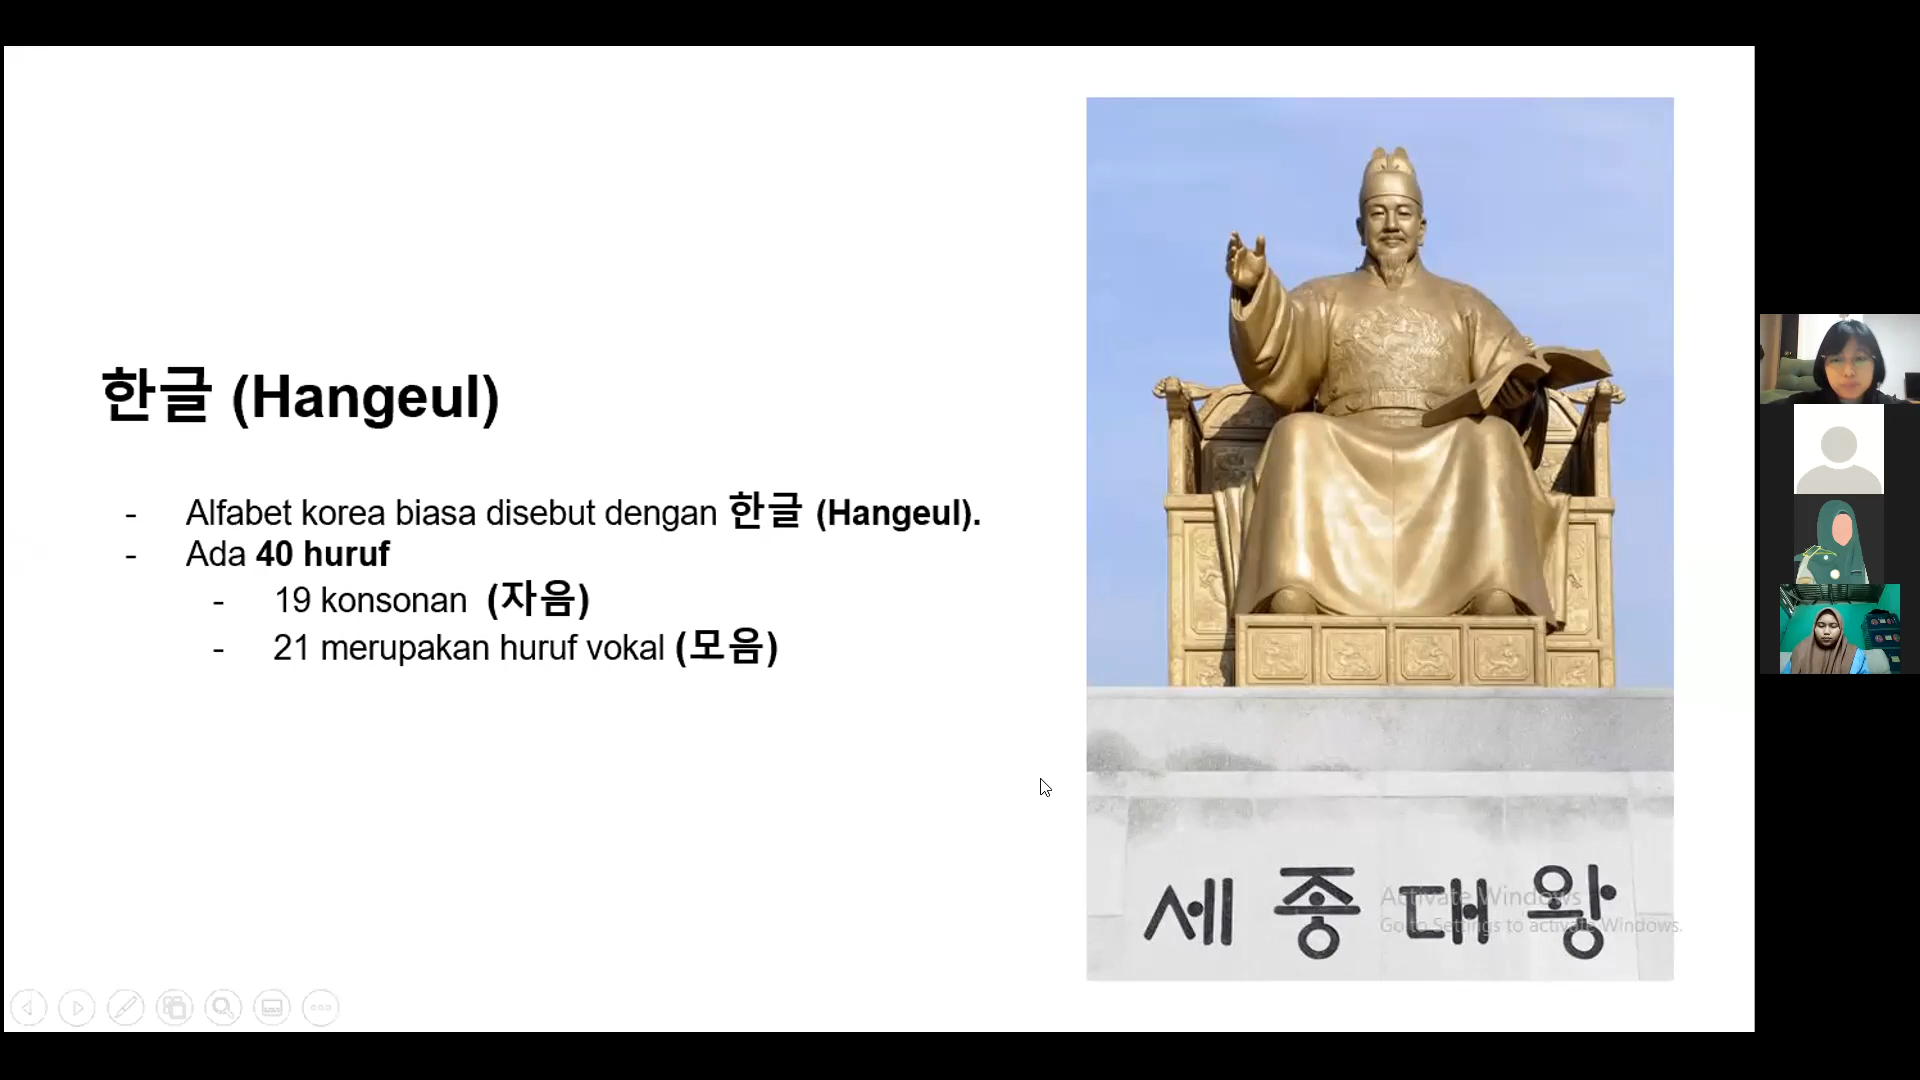 한글 (Hangeul)
- Alfabet korea biasa disebut dengan 한글 (Hangeul).
- Ada 40 huruf
- 19 konsonan (자음)
- 21 merupakan huruf vokal (모음)
세종대왕
Activate Windows
Go to Settings to activate Windows.